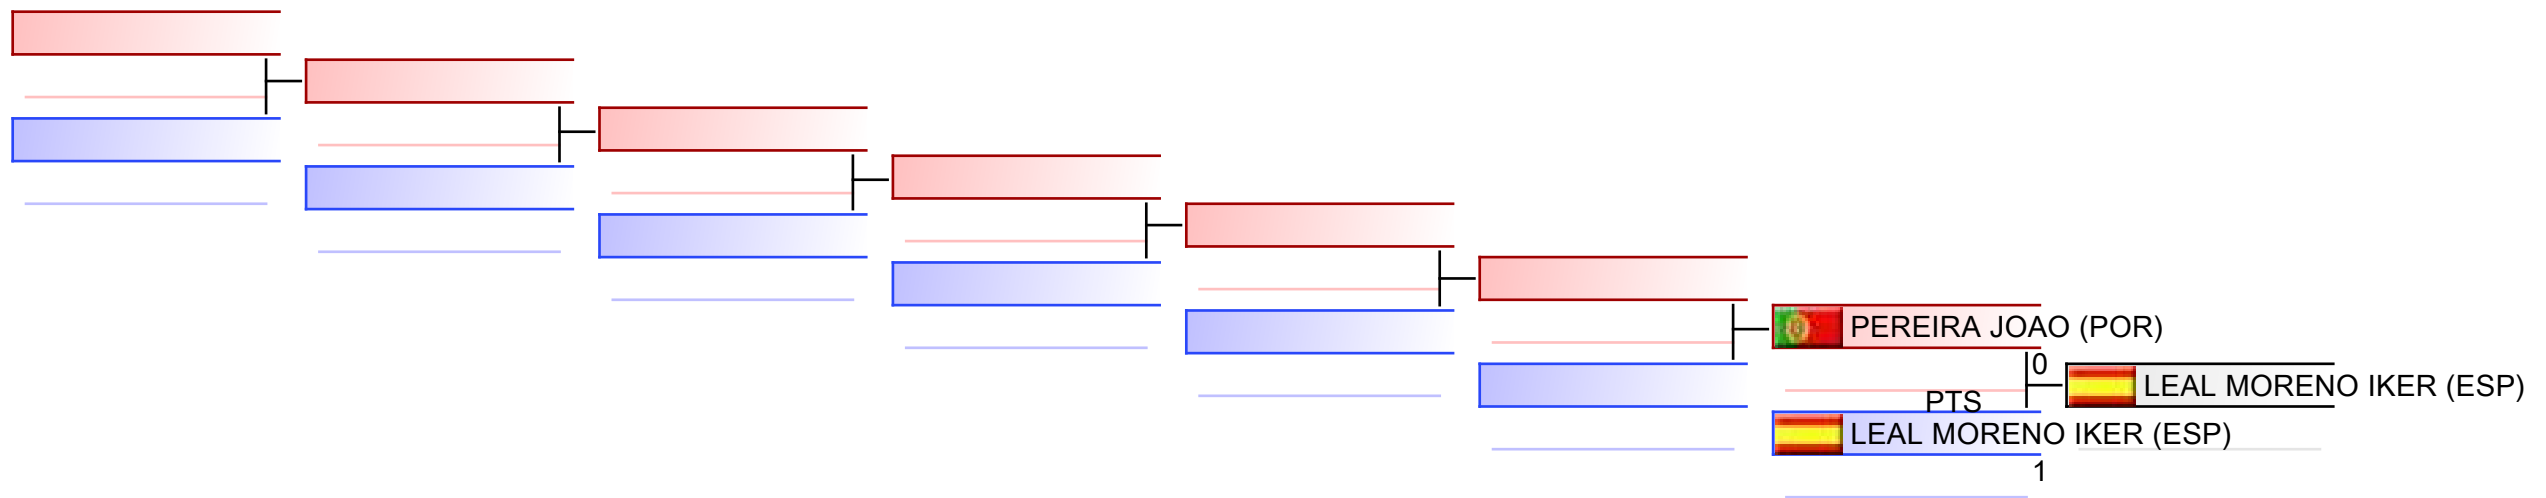 PEREIRA JOAO (POR)
0
LEAL MORENO IKER (ESP)
PTS
LEAL MORENO IKER (ESP)
1